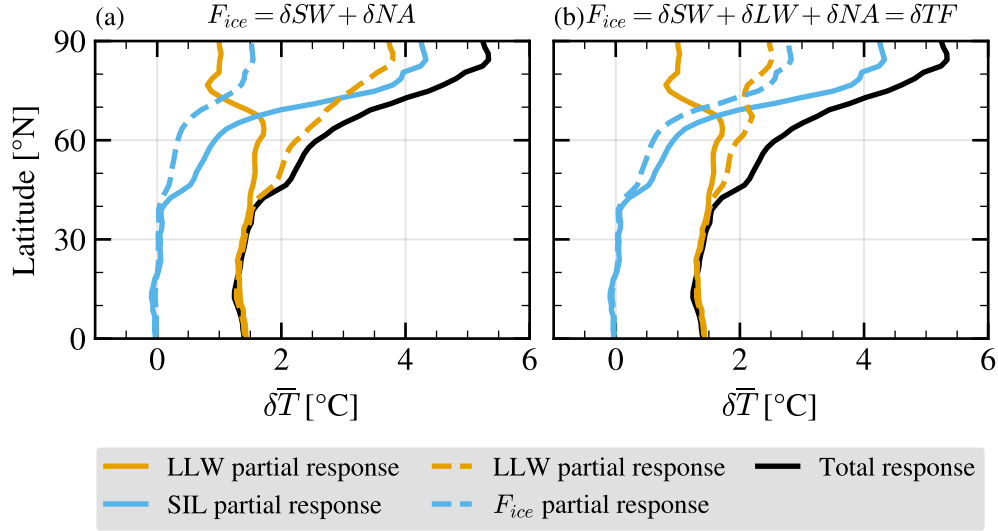 (a) F_ice = δSW + δNA
(b) F_ice = δSW + δLW + δNA = δTF
90
60
30
0
Latitude [°N]
0 2 4 6
0 2 4 6
δT̅ [°C]
δT̅ [°C]
LLW partial response LLW partial response Total response
SIL partial response F_ice partial response